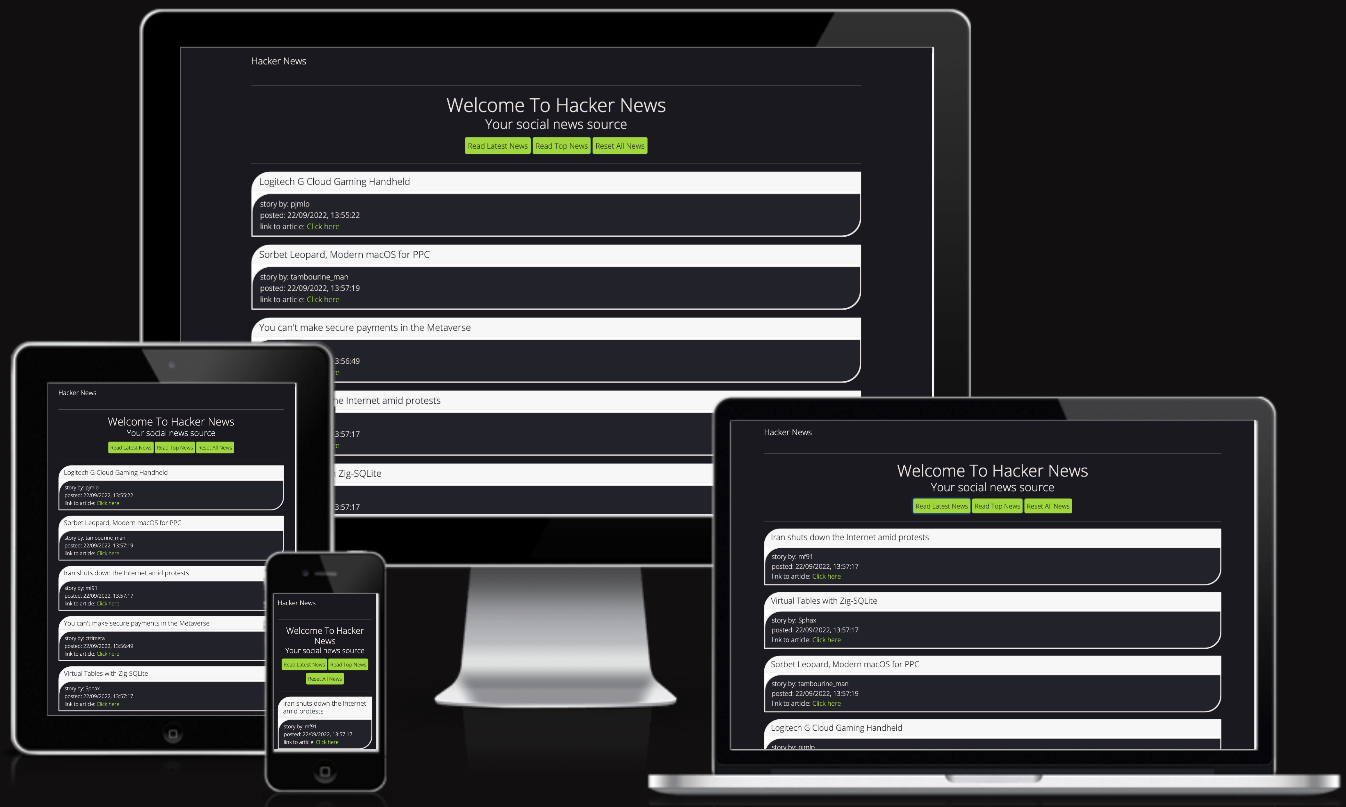 Hacker News
Welcome To Hacker News
Your social news source
Read Latest News Read Top News Reset All News
Logitech G Cloud Gaming Handheld
story by: pjmlo
posted: 22/09/2022, 13:55:22
link to article: Click here
Sorbet Leopard, Modern macOS for PPC
story by: tambourine_man
posted: 22/09/2022, 13:57:19
link to article: Click here
You can't make secure payments in the Metaverse
3:56:49
re
he Internet amid protests
3:57:17
re
n Zig-SQLite
3:57:17
Hacker News
Welcome To Hacker News
Your social news source
Read Latest News Read Top News Reset All News
Logitech G Cloud Gaming Handheld
story by: pjmlo
posted: 22/09/2022, 13:55:22
link to article: Click here
Sorbet Leopard, Modern macOS for PPC
story by: tambourine_man
posted: 22/09/2022, 13:57:19
link to article: Click here
Iran shuts down the Internet amid protests
story by: mf91
posted: 22/09/2022, 13:57:17
link to article: Click here
You can't make secure payments in the Metaverse
story by: ctrlmeta
posted: 22/09/2022, 13:56:49
link to article: Click here
Virtual Tables with Zig-SQLite
story by: Sphax
posted: 22/09/2022, 13:57:17
link to article: Click here
Hacker News
Welcome To Hacker
News
Your social news source
Read Latest News Read Top News
Reset All News
Iran shuts down the Internet
amid protests
story by: mf91
posted: 22/09/2022, 13:57:17
link to article: Click here
Hacker News
Welcome To Hacker News
Your social news source
Read Latest News Read Top News Reset All News
Iran shuts down the Internet amid protests
story by: mf91
posted: 22/09/2022, 13:57:17
link to article: Click here
Virtual Tables with Zig-SQLite
story by: Sphax
posted: 22/09/2022, 13:57:17
link to article: Click here
Sorbet Leopard, Modern macOS for PPC
story by: tambourine_man
posted: 22/09/2022, 13:57:19
link to article: Click here
Logitech G Cloud Gaming Handheld
story by: pjmlo